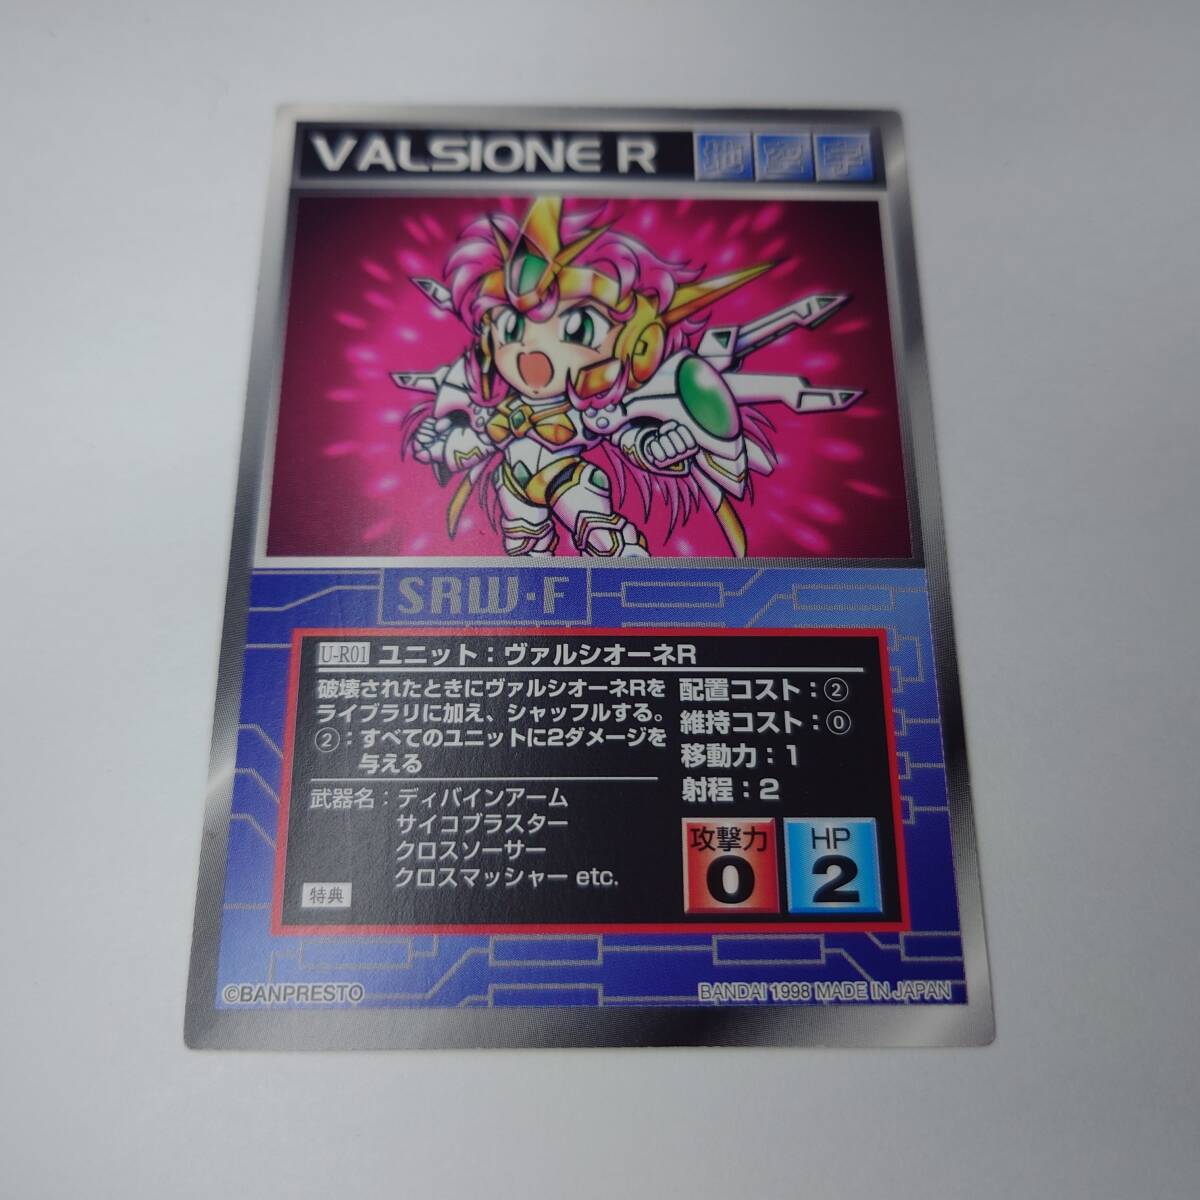 VALSIONE R 地 空 宇
SRW·F
U-R01 ユニット：ヴァルシオーネR
破壊されたときにヴァルシオーネRを
ライブラリに加え、シャッフルする。
②：すべてのユニットに2ダメージを
与える
武器名：ディバインアーム
サイコブラスター
クロスソーサー
クロスマッシャー etc.
特典
配置コスト：②
維持コスト：⓪
移動力：1
射程：2
攻撃力 HP
0 2
©BANPRESTO BANDAI 1998 MADE IN JAPAN